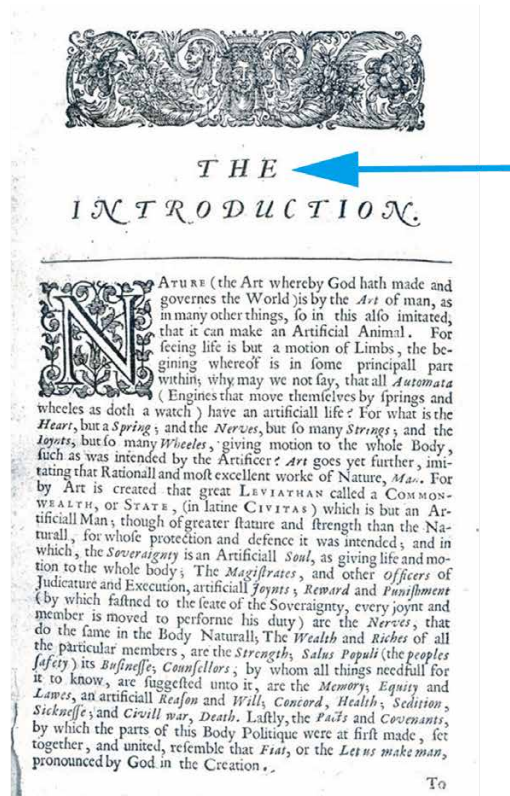 THE
INTRODUCTION.
NATURE (the Art whereby God hath made and
governes the World) is by the Art of man, as
in many other things, so in this also imitated,
that it can make an Artificial Animal. For
seeing life is but a motion of Limbs, the be-
gining whereof is in some principall part
within; why may we not say, that all Automata
(Engines that move themselves by springs and
wheeles as doth a watch) have an artificiall life? For what is the
Heart, but a Spring; and the Nerves, but so many Strings; and the
Joynts, but so many Wheeles, giving motion to the whole Body,
such as was intended by the Artificer? Art goes yet further, imi-
tating that Rationall and most excellent worke of Nature, Man. For
by Art is created that great LEVIATHAN called a COMMON-
WEALTH, or STATE, (in latine CIVITAS) which is but an Ar-
tificiall Man; though of greater stature and strength than the Na-
turall, for whose protection and defence it was intended; and in
which, the Soveraignty is an Artificiall Soul, as giving life and mo-
tion to the whole body; The Magistrates, and other Officers of
Judicature and Execution, artificiall Joynts; Reward and Punishment
(by which fastned to the seate of the Soveraignty, every joynt and
member is moved to performe his duty) are the Nerves, that
do the same in the Body Naturall; The Wealth and Riches of all
the particular members, are the Strength; Salus Populi (the peoples
safety) its Businesse; Counsellors, by whom all things needfull for
it to know, are suggested unto it, are the Memory; Equity and
Lawes, an artificiall Reason and Will; Concord, Health; Sedition,
Sicknesse; and Civill war, Death. Lastly, the Pacts and Covenants,
by which the parts of this Body Politique were at first made, set
together, and united, resemble that Fiat, or the Let us make man,
pronounced by God in the Creation.
To